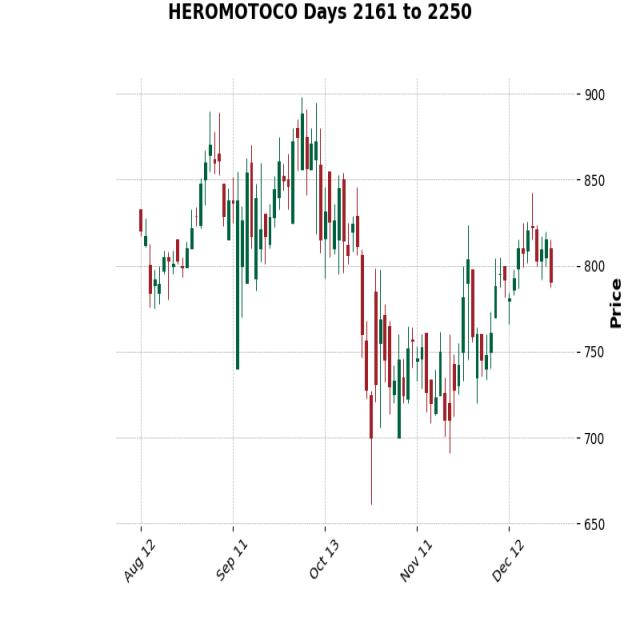 HEROMOTOCO Days 2161 to 2250
900
850
800
750
700
650
Price
Aug 12
Sep 11
Oct 13
Nov 11
Dec 12